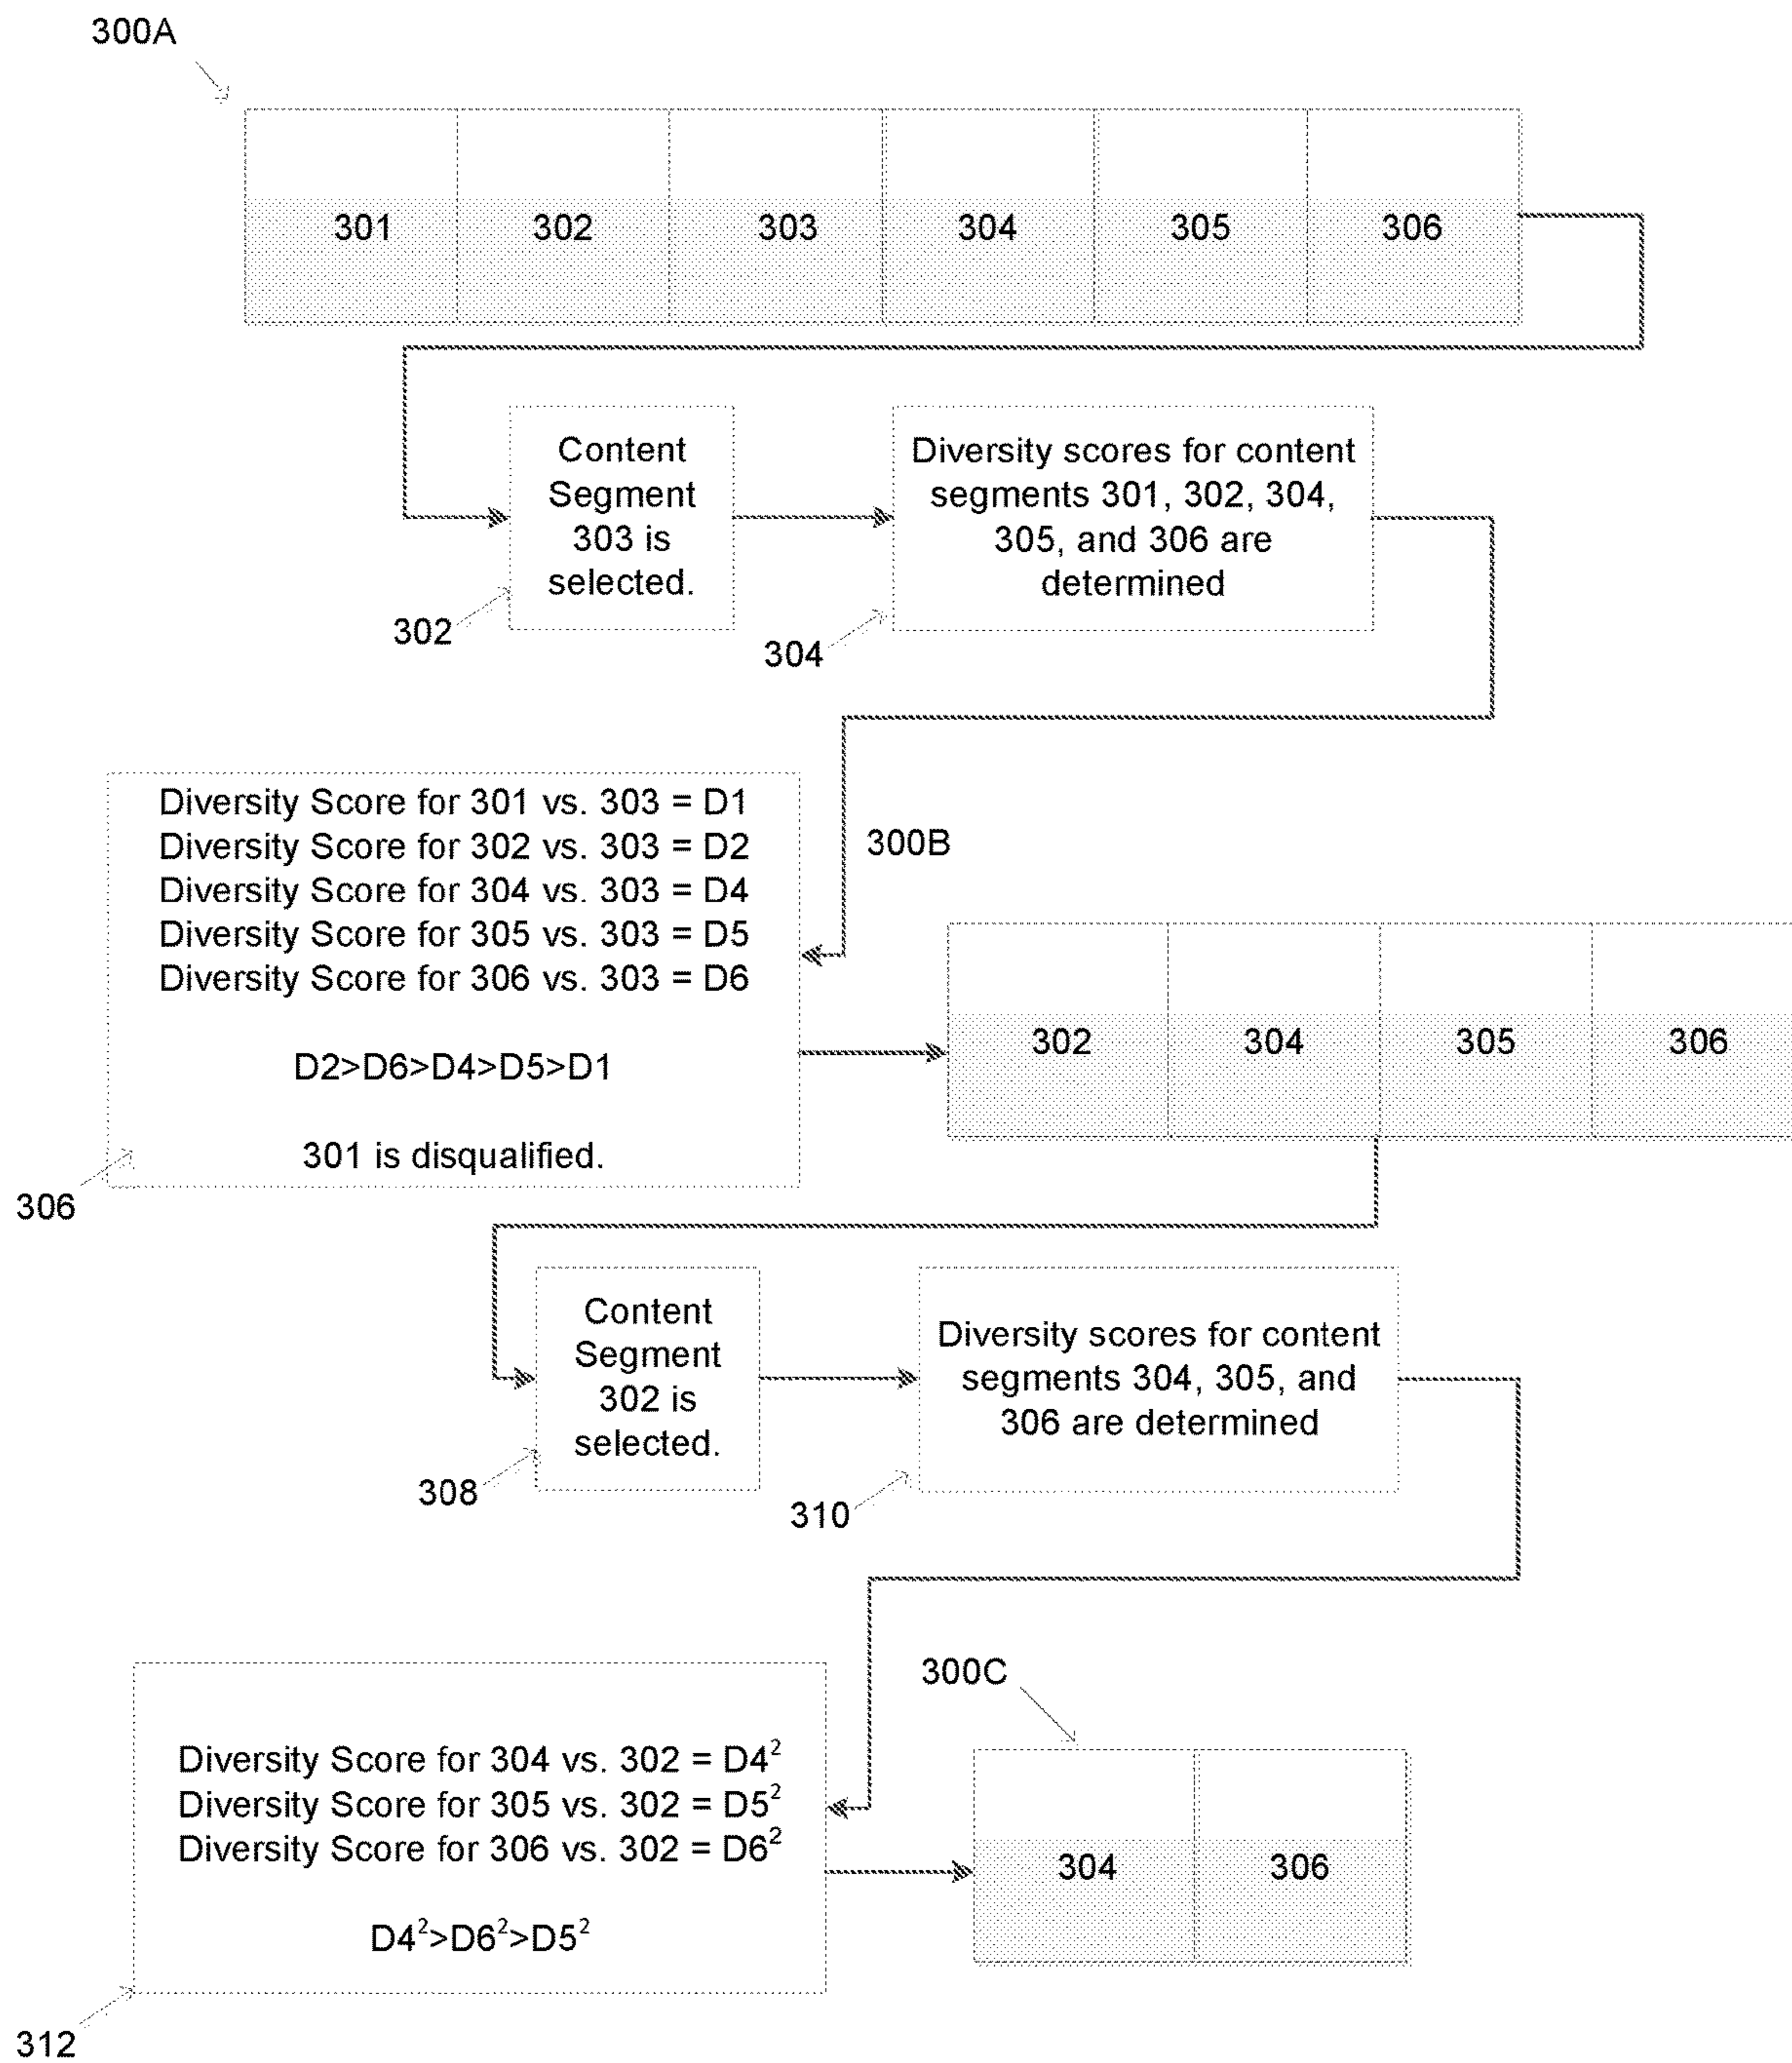 300A
301 302 303 304 305 306
Content
Segment
303 is
selected.
302
Diversity scores for content
segments 301, 302, 304,
305, and 306 are
determined
304
Diversity Score for 301 vs. 303 = D1
Diversity Score for 302 vs. 303 = D2
Diversity Score for 304 vs. 303 = D4
Diversity Score for 305 vs. 303 = D5
Diversity Score for 306 vs. 303 = D6
D2>D6>D4>D5>D1
301 is disqualified.
306
300B
302 304 305 306
Content
Segment
302 is
selected.
308
Diversity scores for content
segments 304, 305, and
306 are determined
310
Diversity Score for 304 vs. 302 = D4²
Diversity Score for 305 vs. 302 = D5²
Diversity Score for 306 vs. 302 = D6²
D4²>D6²>D5²
312
300C
304 306